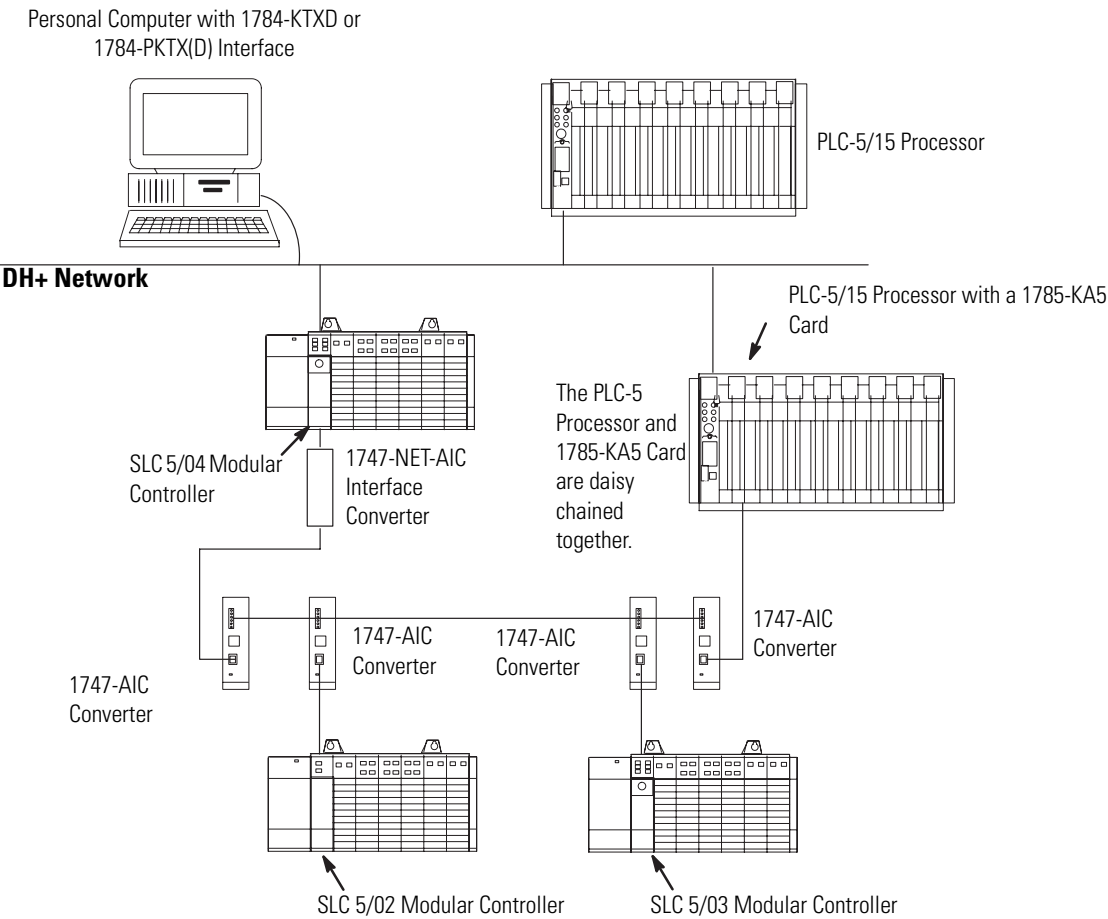 Personal Computer with 1784-KTXD or
1784-PKTX(D) Interface
PLC-5/15 Processor
DH+ Network
PLC-5/15 Processor with a 1785-KA5
Card
The PLC-5
Processor and
1785-KA5 Card
are daisy
chained
together.
SLC 5/04 Modular
Controller
1747-NET-AIC
Interface
Converter
1747-AIC
Converter
1747-AIC
Converter
1747-AIC
Converter
1747-AIC
Converter
SLC 5/02 Modular Controller
SLC 5/03 Modular Controller